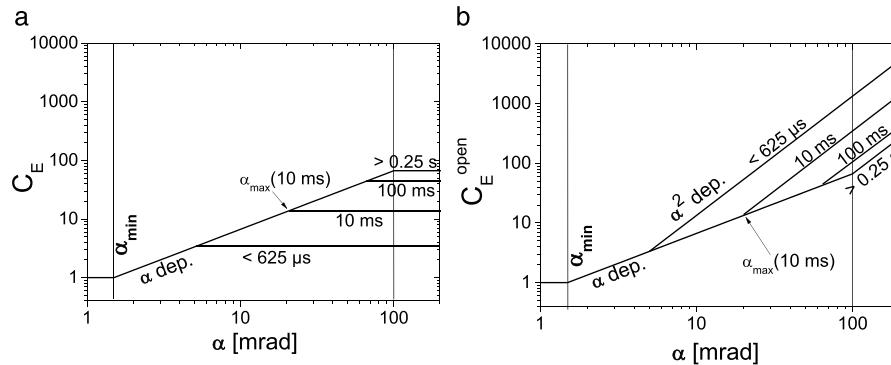 a
10000
1000
100
10
1
C_E
α_min
α dep.
α_max(10 ms)
> 0.25 s
100 ms
10 ms
< 625 µs
1
10
100
α [mrad]
b
10000
1000
100
10
1
C_E^open
α_min
α dep.
α² dep.
< 625 µs
10 ms
100 ms
> 0.25 s
α_max(10 ms)
1
10
100
α [mrad]